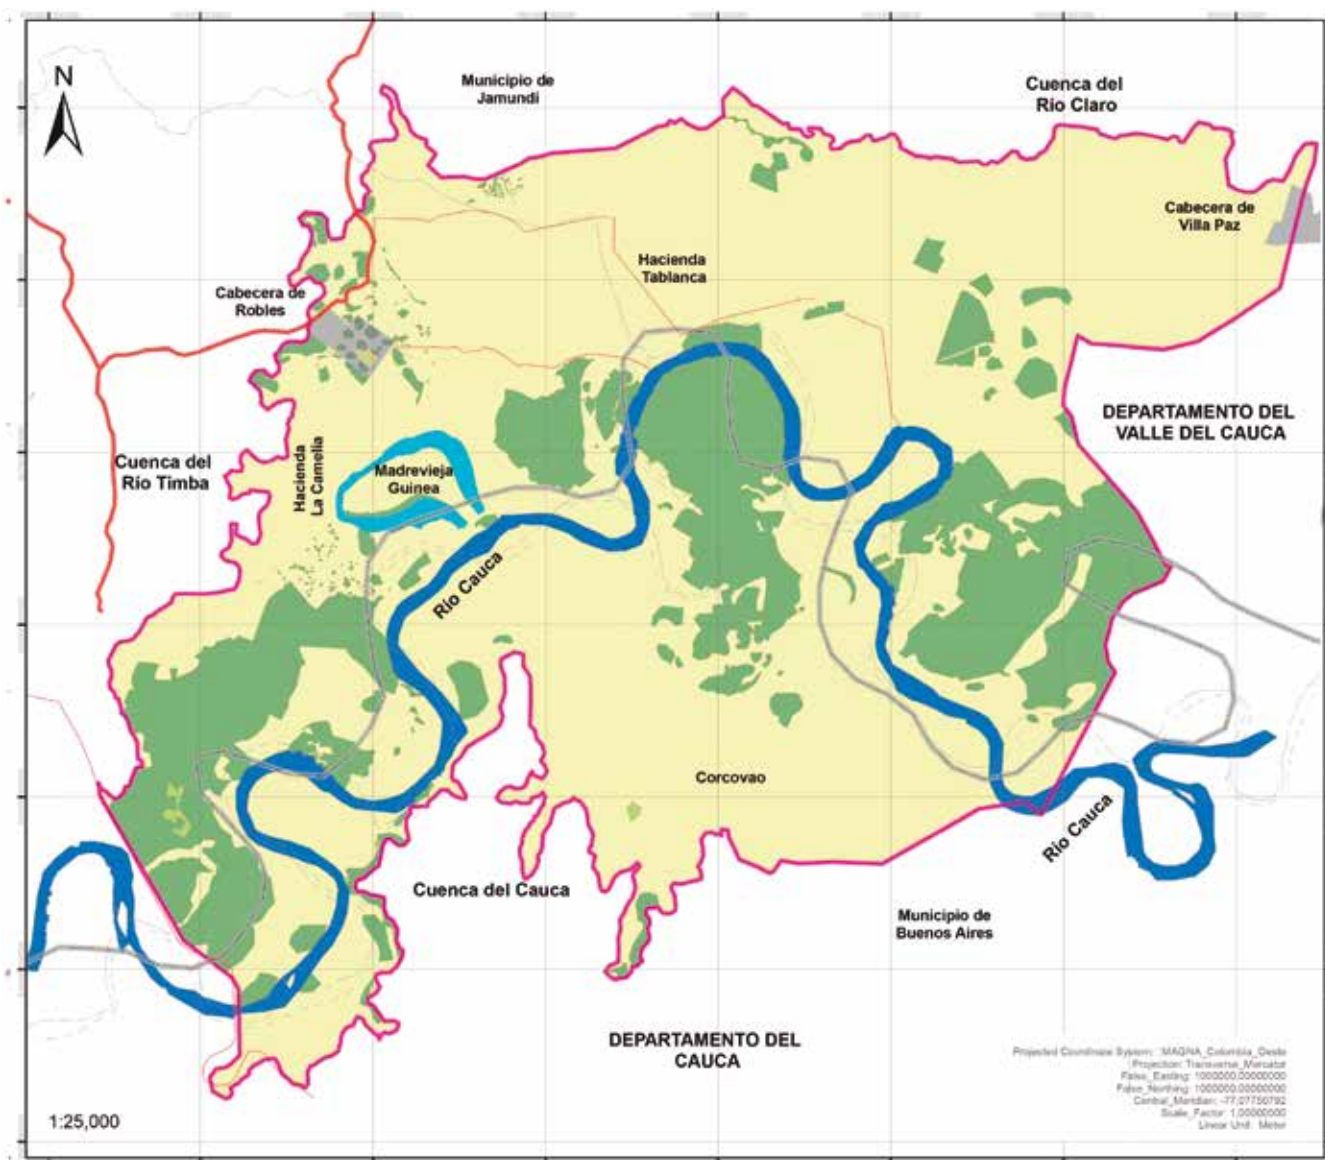 N
Municipio de
Jamundí
Cuenca del
Río Claro
Cabecera de
Villa Paz
Hacienda
Tablanca
Cabecera de
Robles
DEPARTAMENTO DEL
VALLE DEL CAUCA
Cuenca del
Río Timba
Hacienda
La Camelia
Madrevieja
Guinea
Río Cauca
Corcovao
Río Cauca
Cuenca del Cauca
Municipio de
Buenos Aires
DEPARTAMENTO DEL
CAUCA
Projected Coordinate System: MAGNA_Colombia_Oeste
Projection: Transverse_Mercator
False_Easting: 1000000,00000000
False_Northing: 1000000,00000000
Central_Meridian: -77,07750792
Scale_Factor: 1,00000000
Linear Unit: Meter
1:25,000